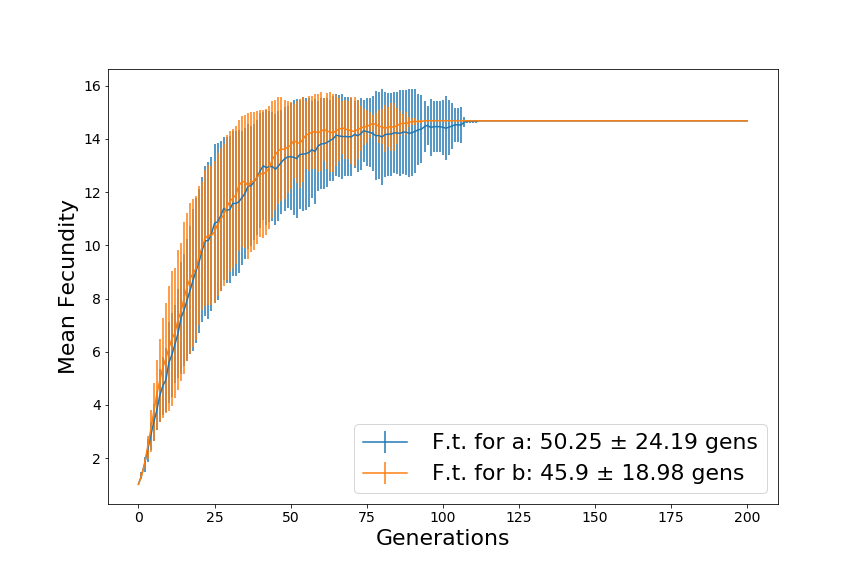 16
14
12
10
8
6
4
2
Mean Fecundity
F.t. for a: 50.25 ± 24.19 gens
F.t. for b: 45.9 ± 18.98 gens
0 25 50 75 100 125 150 175 200
Generations